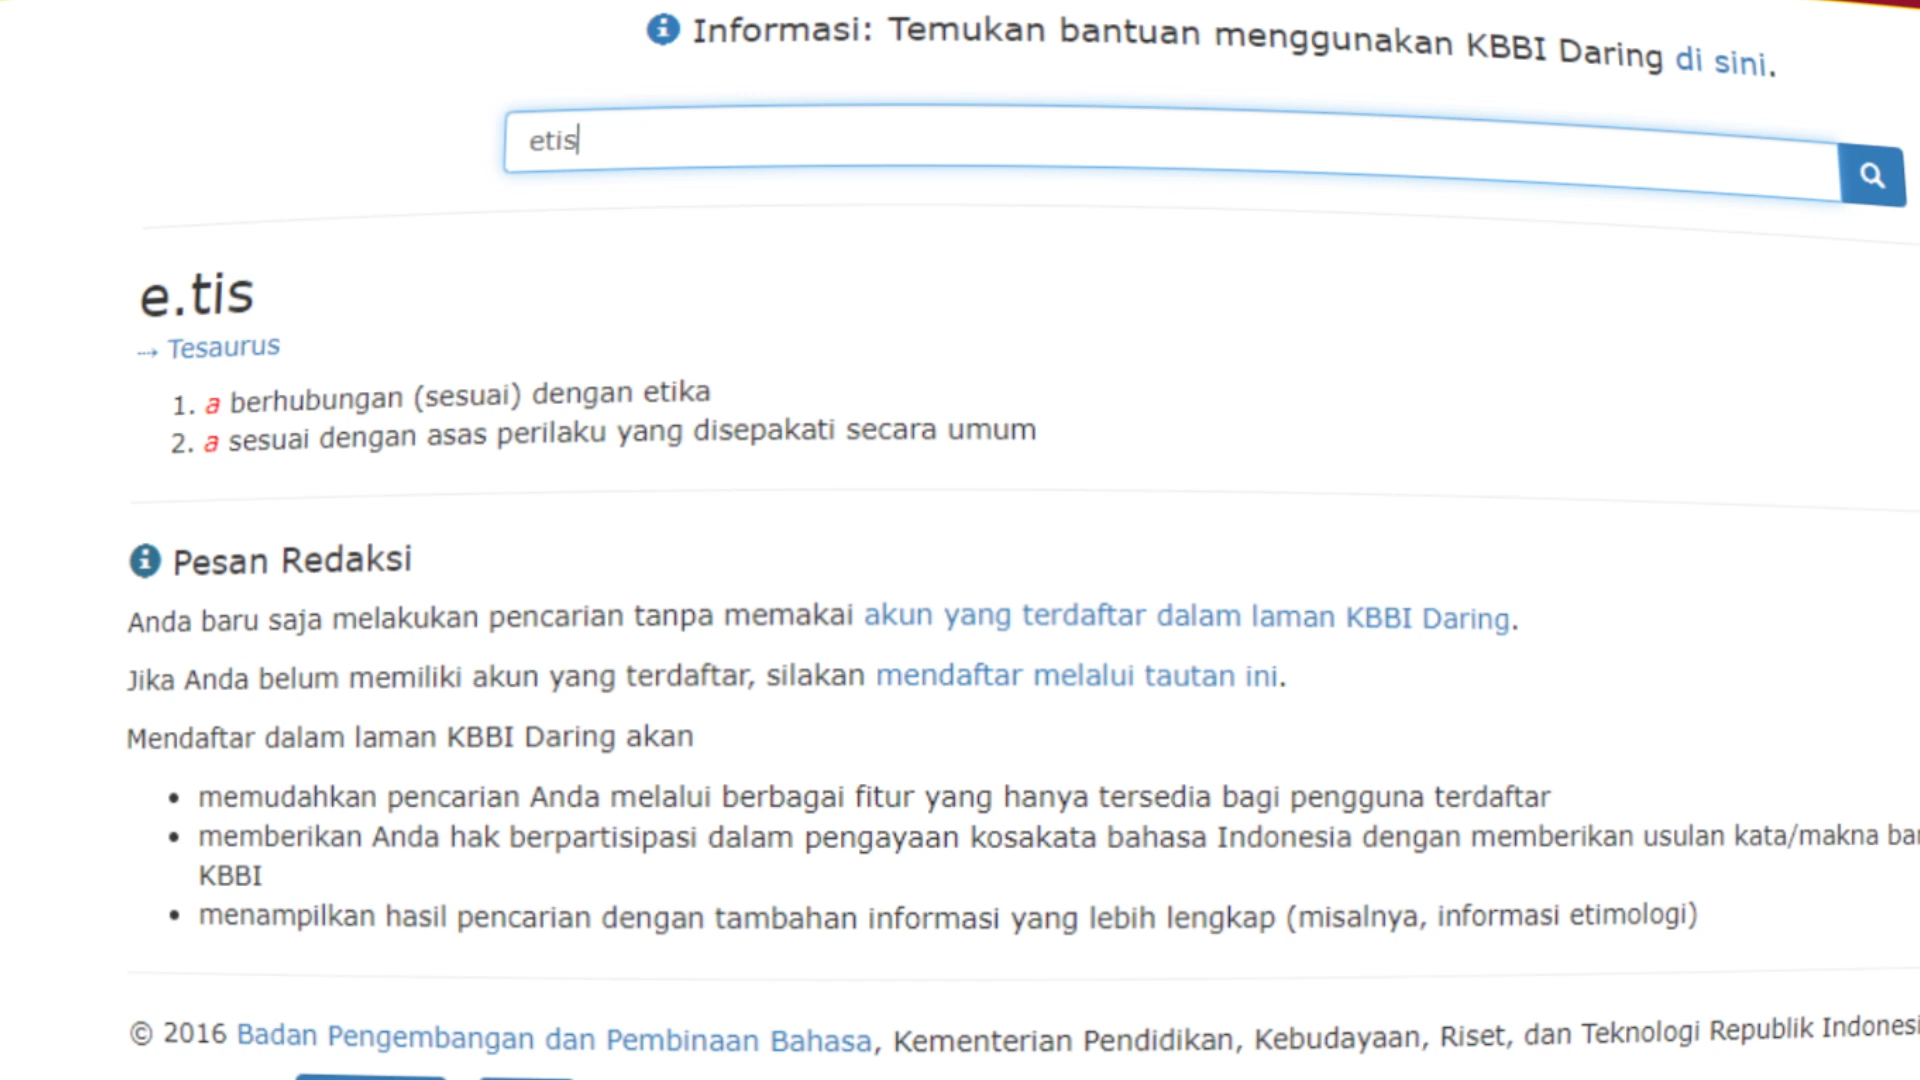 Informasi: Temukan bantuan menggunakan KBBI Daring di sini.
etis
e.tis
→ Tesaurus
1. a berhubungan (sesuai) dengan etika
2. a sesuai dengan asas perilaku yang disepakati secara umum
Pesan Redaksi
Anda baru saja melakukan pencarian tanpa memakai akun yang terdaftar dalam laman KBBI Daring.
Jika Anda belum memiliki akun yang terdaftar, silakan mendaftar melalui tautan ini.
Mendaftar dalam laman KBBI Daring akan
• memudahkan pencarian Anda melalui berbagai fitur yang hanya tersedia bagi pengguna terdaftar
• memberikan Anda hak berpartisipasi dalam pengayaan kosakata bahasa Indonesia dengan memberikan usulan kata/makna
KBBI
• menampilkan hasil pencarian dengan tambahan informasi yang lebih lengkap (misalnya, informasi etimologi)
© 2016 Badan Pengembangan dan Pembinaan Bahasa, Kementerian Pendidikan, Kebudayaan, Riset, dan Teknologi Republik